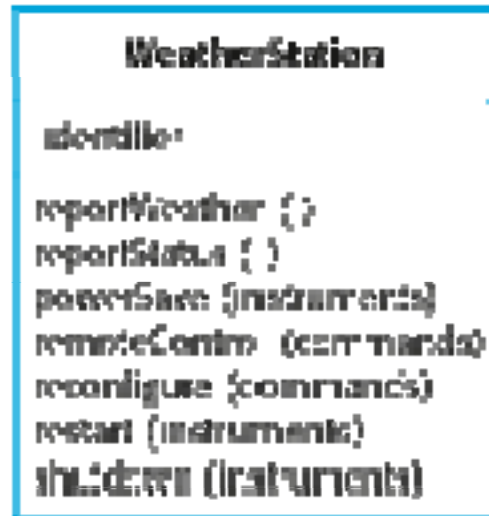 WeatherStation
identifier
reportWeather ( )
reportStatus ( )
powerSave (instruments)
remoteControl (commands)
reconfigure (commands)
restart (instruments)
shutdown (instruments)